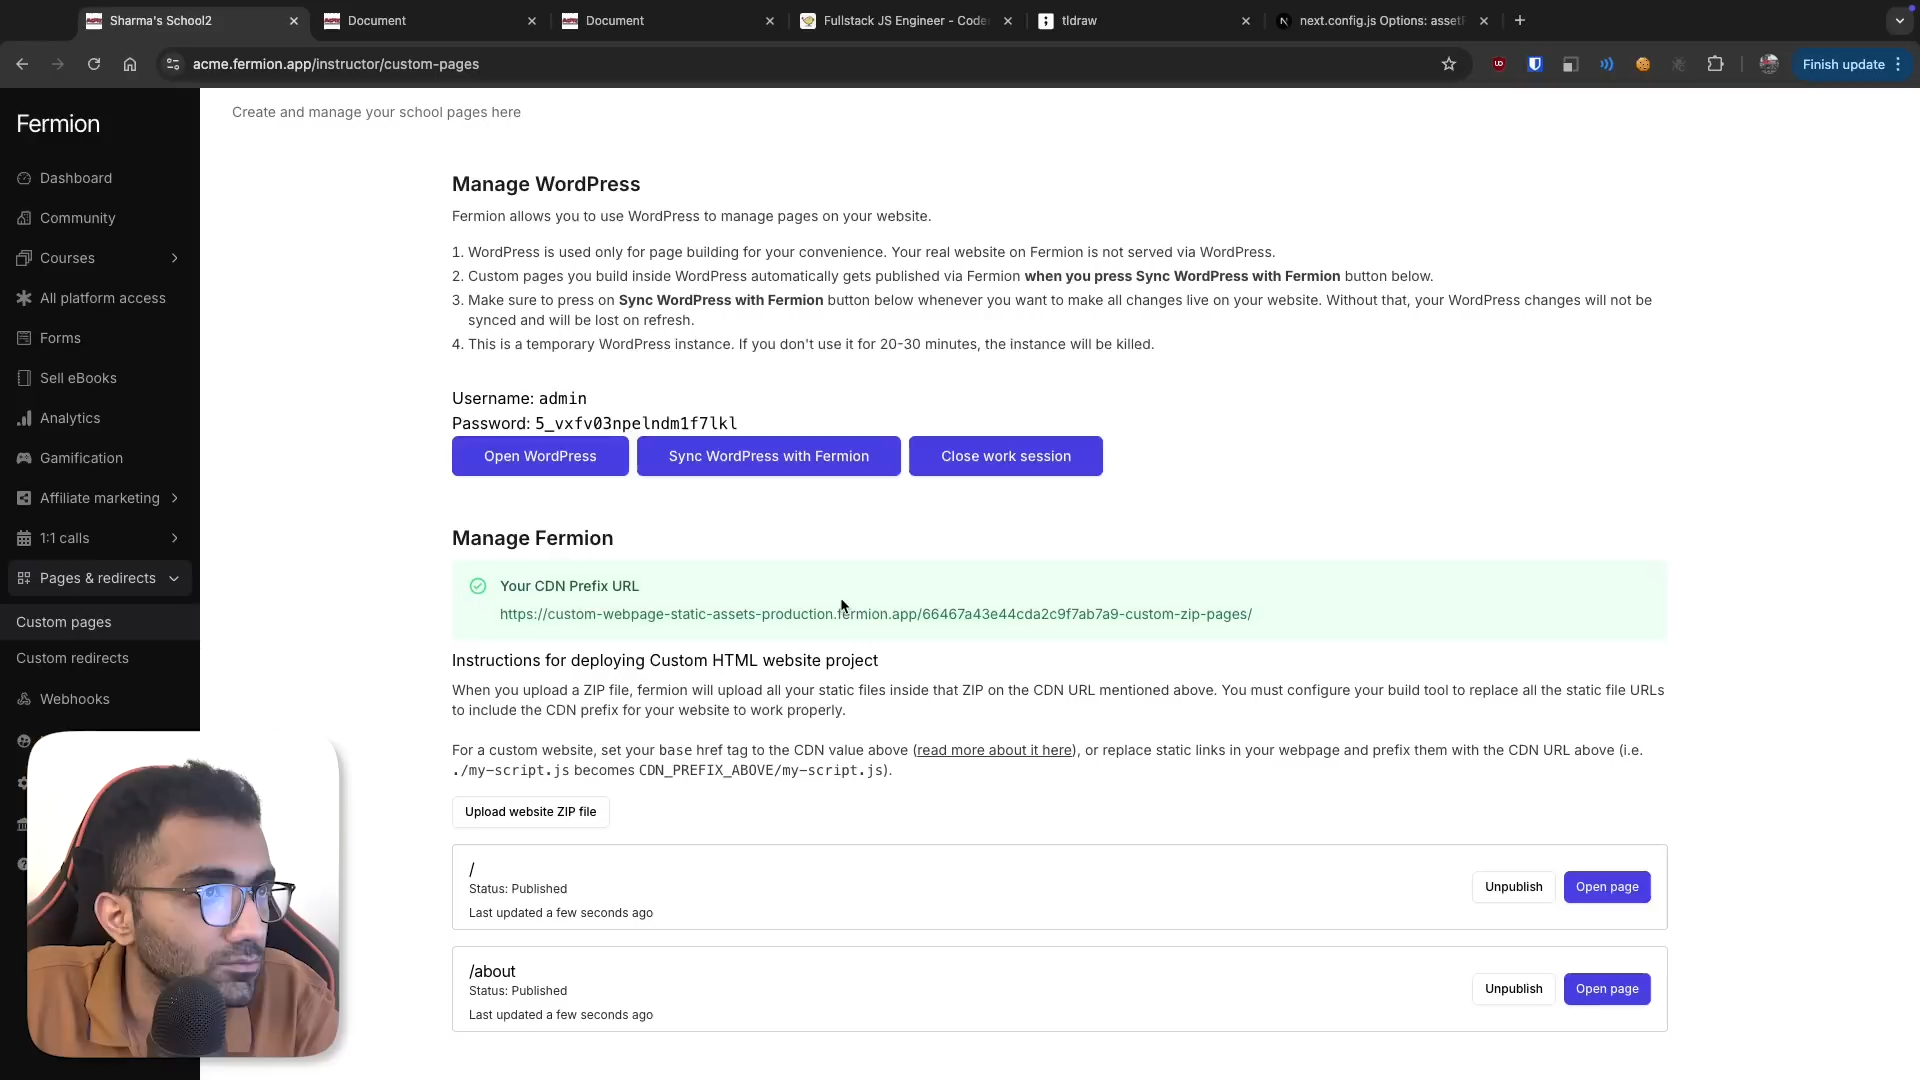 Sharma's School2
Document
Document
Fullstack JS Engineer - Code
tldraw
next.config.js Options: assetP
acme.fermion.app/instructor/custom-pages
Finish update
Fermion
Dashboard
Community
Courses
All platform access
Forms
Sell eBooks
Analytics
Gamification
Affiliate marketing
1:1 calls
Pages & redirects
Custom pages
Custom redirects
Webhooks
Create and manage your school pages here
Manage WordPress
Fermion allows you to use WordPress to manage pages on your website.
1. WordPress is used only for page building for your convenience. Your real website on Fermion is not served via WordPress.
2. Custom pages you build inside WordPress automatically gets published via Fermion when you press Sync WordPress with Fermion button below.
3. Make sure to press on Sync WordPress with Fermion button below whenever you want to make all changes live on your website. Without that, your WordPress changes will not be
synced and will be lost on refresh.
4. This is a temporary WordPress instance. If you don't use it for 20-30 minutes, the instance will be killed.
Username: admin
Password: 5_vxfv03npelndm1f7lkl
Open WordPress
Sync WordPress with Fermion
Close work session
Manage Fermion
Your CDN Prefix URL
https://custom-webpage-static-assets-production.fermion.app/66467a43e44cda2c9f7ab7a9-custom-zip-pages/
Instructions for deploying Custom HTML website project
When you upload a ZIP file, fermion will upload all your static files inside that ZIP on the CDN URL mentioned above. You must configure your build tool to replace all the static file URLs
to include the CDN prefix for your website to work properly.
For a custom website, set your base href tag to the CDN value above (read more about it here), or replace static links in your webpage and prefix them with the CDN URL above (i.e.
./my-script.js becomes CDN_PREFIX_ABOVE/my-script.js).
Upload website ZIP file
/
Status: Published
Last updated a few seconds ago
Unpublish
Open page
/about
Status: Published
Last updated a few seconds ago
Unpublish
Open page